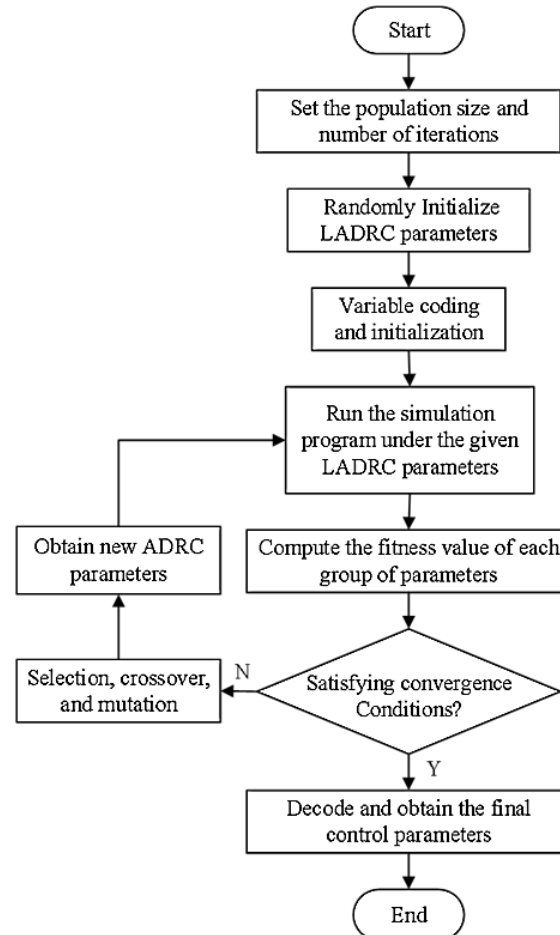 Start
Set the population size and
number of iterations
Randomly Initialize
LADRC parameters
Variable coding
and initialization
Run the simulation
program under the given
LADRC parameters
Compute the fitness value of each
group of parameters
Satisfying convergence
Conditions?
N
Selection, crossover,
and mutation
Obtain new ADRC
parameters
Y
Decode and obtain the final
control parameters
End